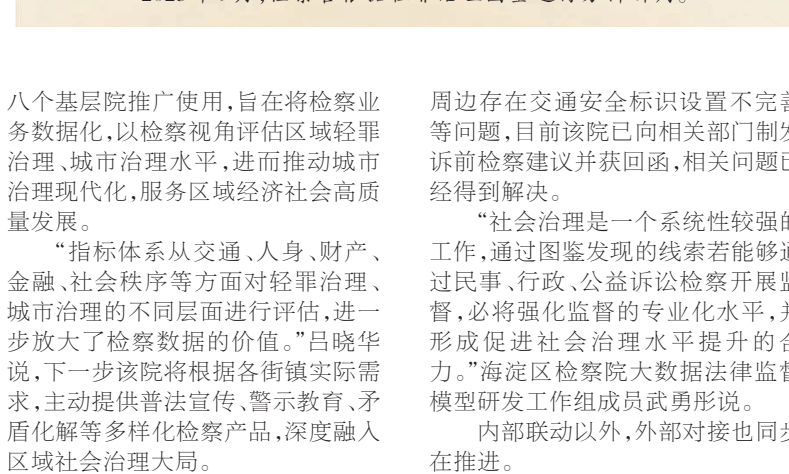 八个基层院推广使用,旨在将检察业
务数据化,以检察视角评估区域轻罪
治理、城市治理水平,进而推动城市
治理现代化,服务区域经济社会高质
量发展。
“指标体系从交通、人身、财产、
金融、社会秩序等方面对轻罪治理、
城市治理的不同层面进行评估,进一
步放大了检察数据的价值。”吕晓华
说,下一步该院将根据各街镇实际需
求,主动提供普法宣传、警示教育、矛
盾化解等多样化检察产品,深度融入
区域社会治理大局。
周边存在交通安全标识设置不完善
等问题,目前该院已向相关部门制发
诉前检察建议并获回函,相关问题已
经得到解决。
“社会治理是一个系统性较强的
工作,通过图鉴发现的线索若能够通
过民事、行政、公益诉讼检察开展监
督,必将强化监督的专业化水平,并
形成促进社会治理水平提升的合
力。”海淀区检察院大数据法律监督
模型研发工作组成员武勇彤说。
内部联动以外,外部对接也同步
在推进。